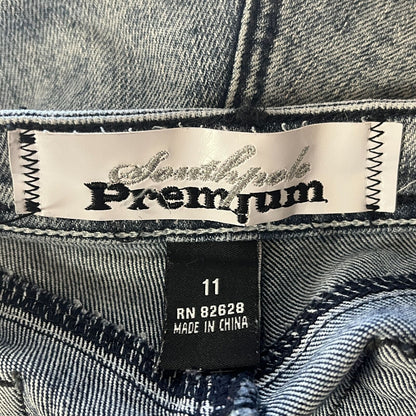 Southpole
Premium
11
RN 82628
MADE IN CHINA